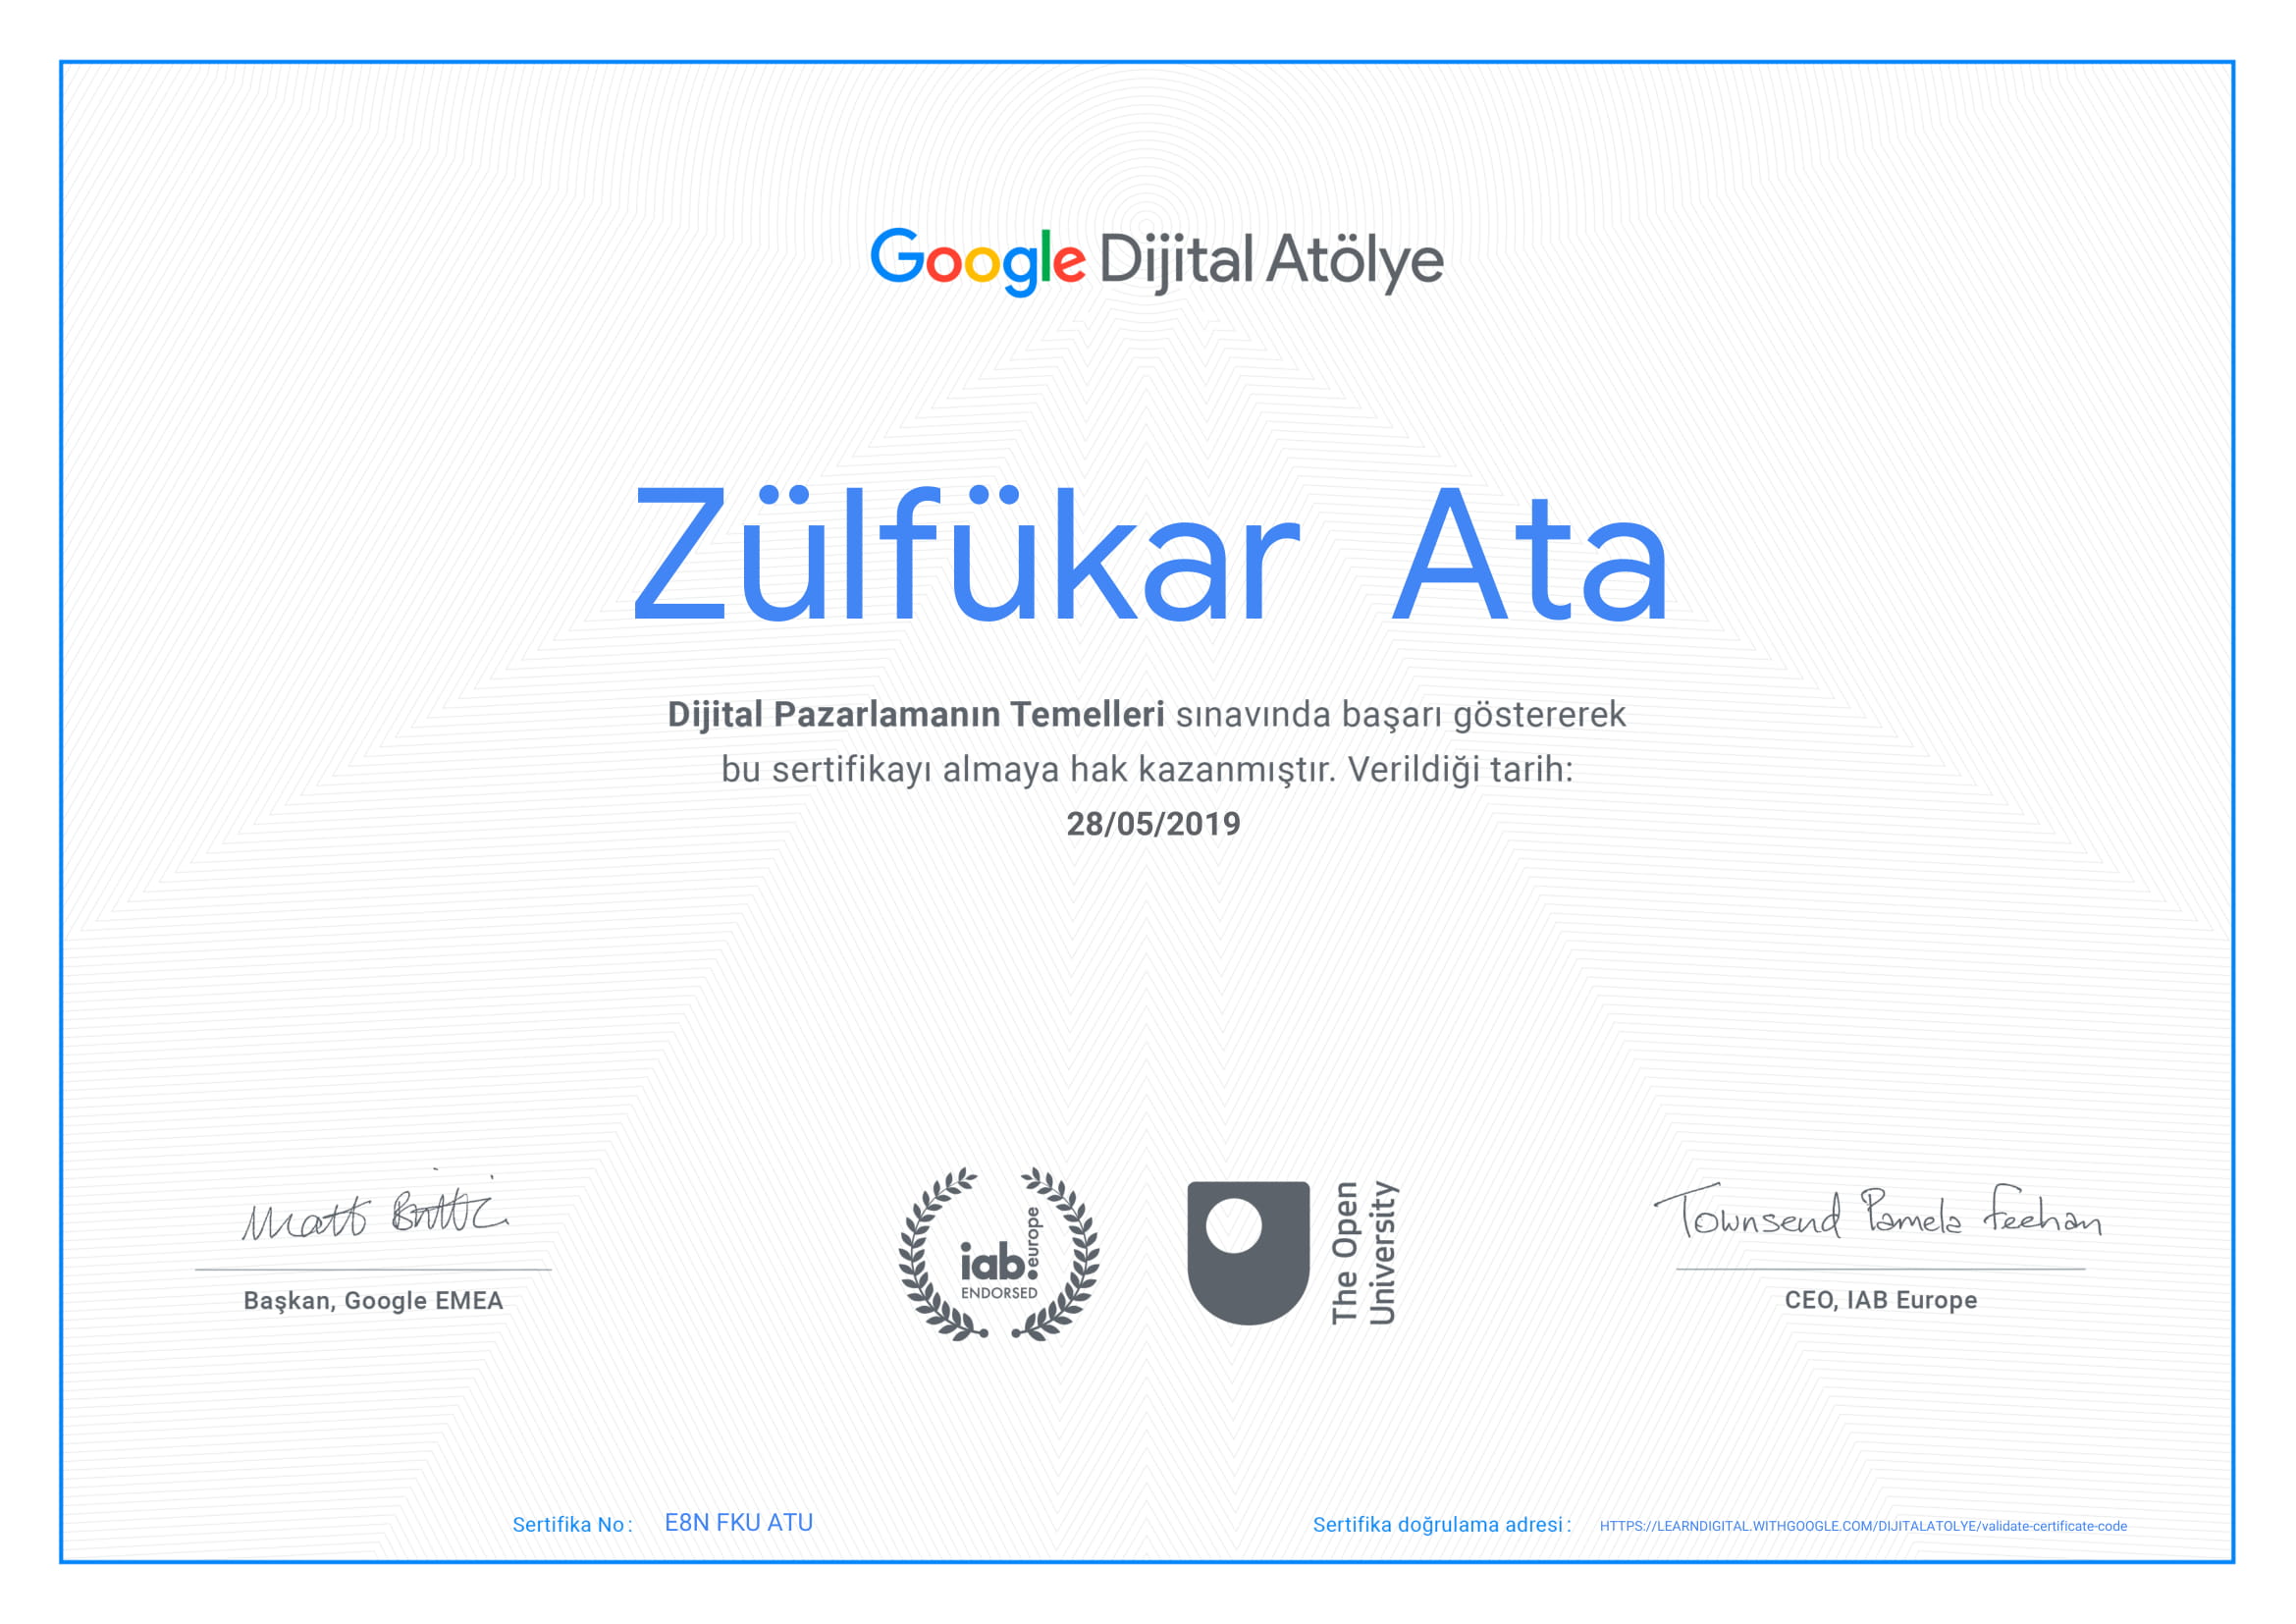 Google Dijital Atölye
Zülfükar Ata
Dijital Pazarlamanın Temelleri sınavında başarı göstererek
bu sertifikayı almaya hak kazanmıştır. Verildiği tarih:
28/05/2019
Matt Brittin
Başkan, Google EMEA
iab europe
ENDORSED
The Open
University
Townsend Pamela Feehan
CEO, IAB Europe
Sertifika No : E8N FKU ATU
Sertifika doğrulama adresi : HTTPS://LEARNDIGITAL.WITHGOOGLE.COM/DIJITALATOLYE/validate-certificate-code